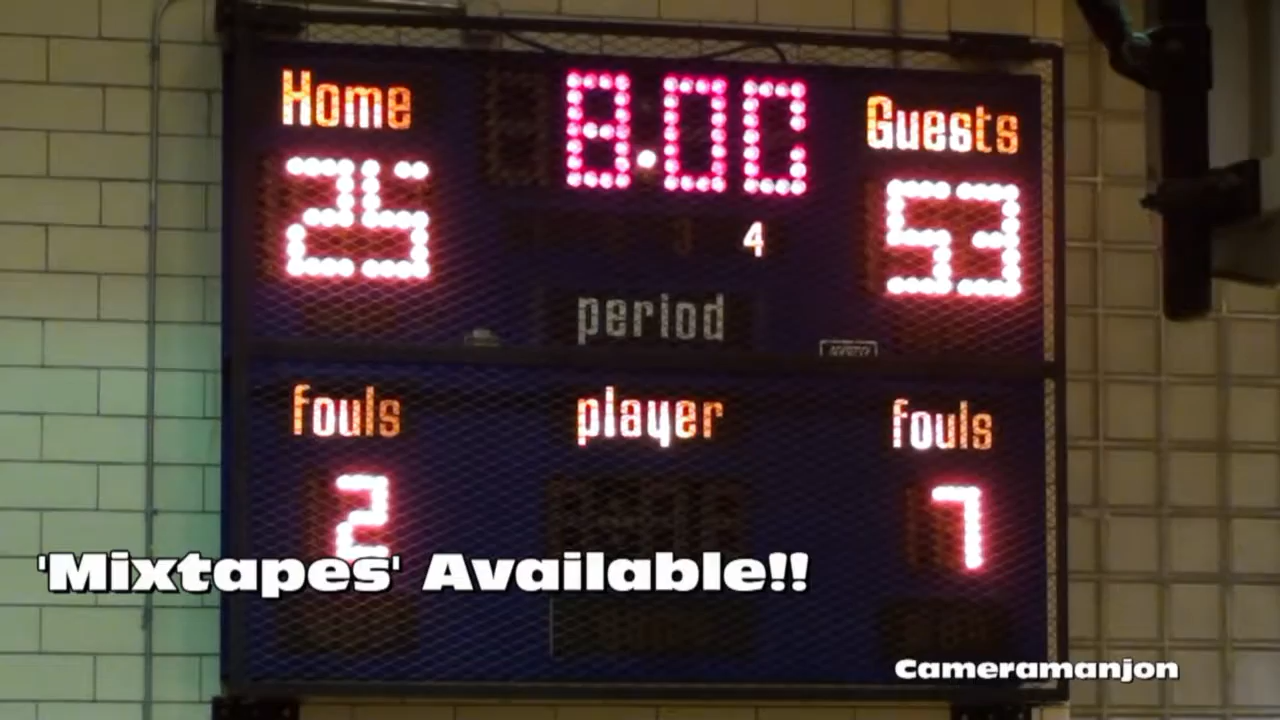 Home 8:00 Guests
25 53
4
period
fouls player fouls
2 7
'Mixtapes' Available!!
Cameramanjon